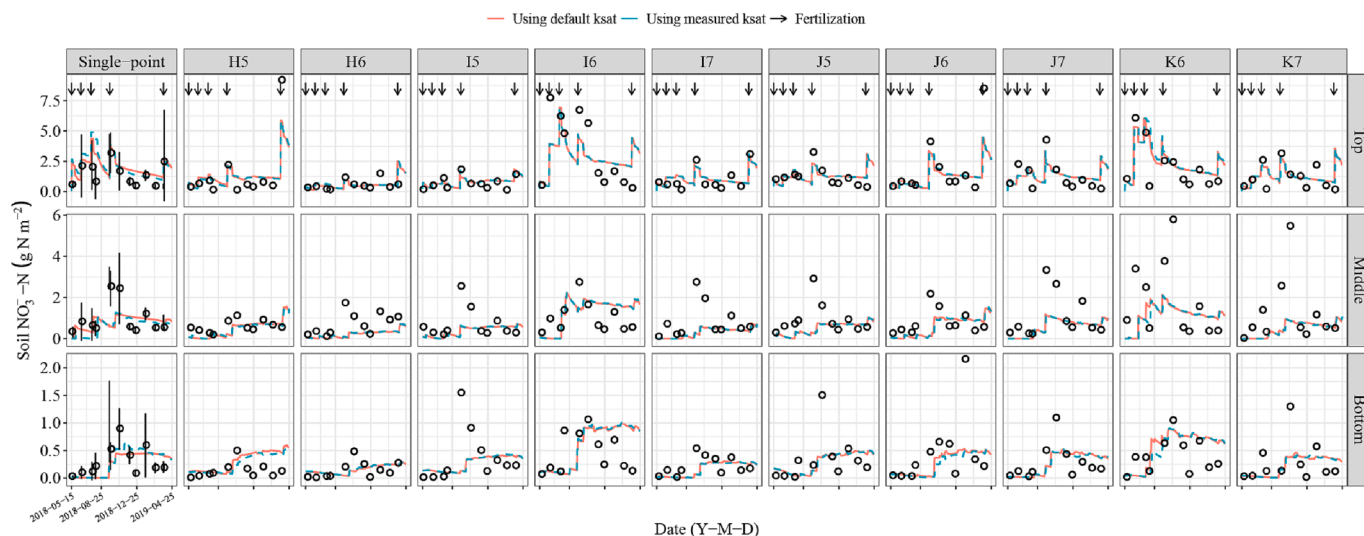 Using default ksat Using measured ksat Fertilization
Single−point H5 H6 I5 I6 I7 J5 J6 J7 K6 K7
Soil NO₃⁻−N (g N m⁻²)
7.5
5.0
2.5
0.0
Top
6
4
2
0
Middle
2.0
1.5
1.0
0.5
0.0
Bottom
2018−05−15 2018−08−25 2018−12−25 2019−04−25
Date (Y−M−D)